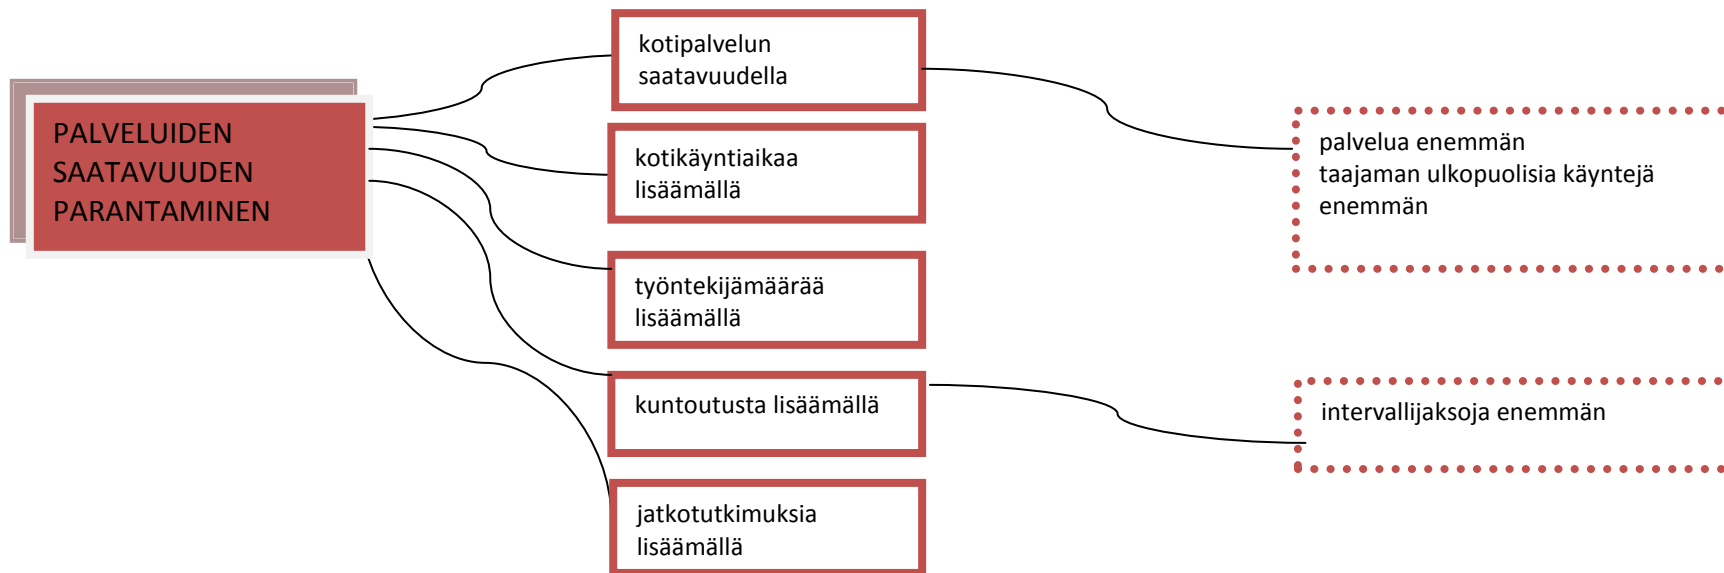 PALVELUIDEN
SAATAVUUDEN
PARANTAMINEN
kotipalvelun
saatavuudella
kotikäyntiaikaa
lisäämällä
työntekijämäärää
lisäämällä
kuntoutusta lisäämällä
jatkotutkimuksia
lisäämällä
palvelua enemmän
taajaman ulkopuolisia käyntejä
enemmän
intervallijaksoja enemmän